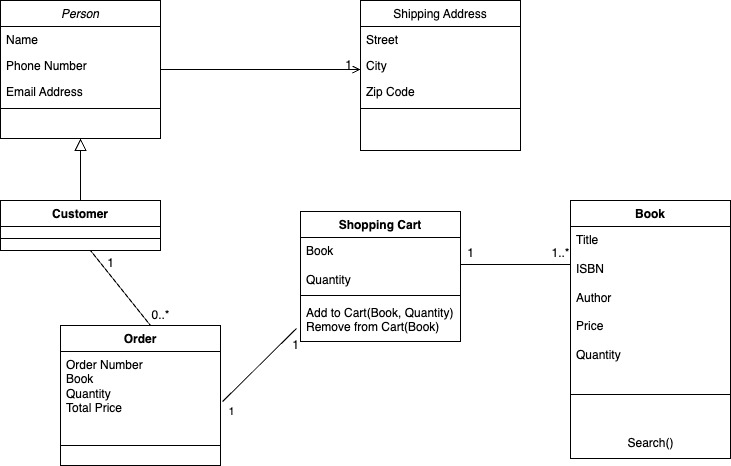 Person
Name
Phone Number
Email Address
Shipping Address
Street
City
Zip Code
1
Customer
1
0..*
Order
Order Number
Book
Quantity
Total Price
1
1
Shopping Cart
Book
Quantity
Add to Cart(Book, Quantity)
Remove from Cart(Book)
1
1..*
Book
Title
ISBN
Author
Price
Quantity
Search()